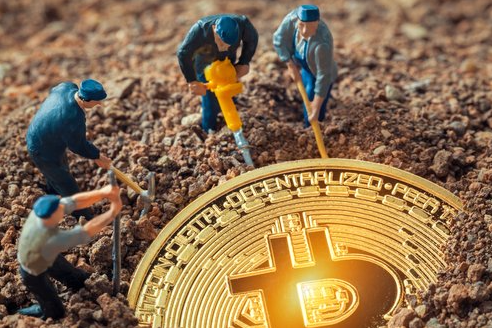 DIGITAL • DECENTRALIZED • PEER